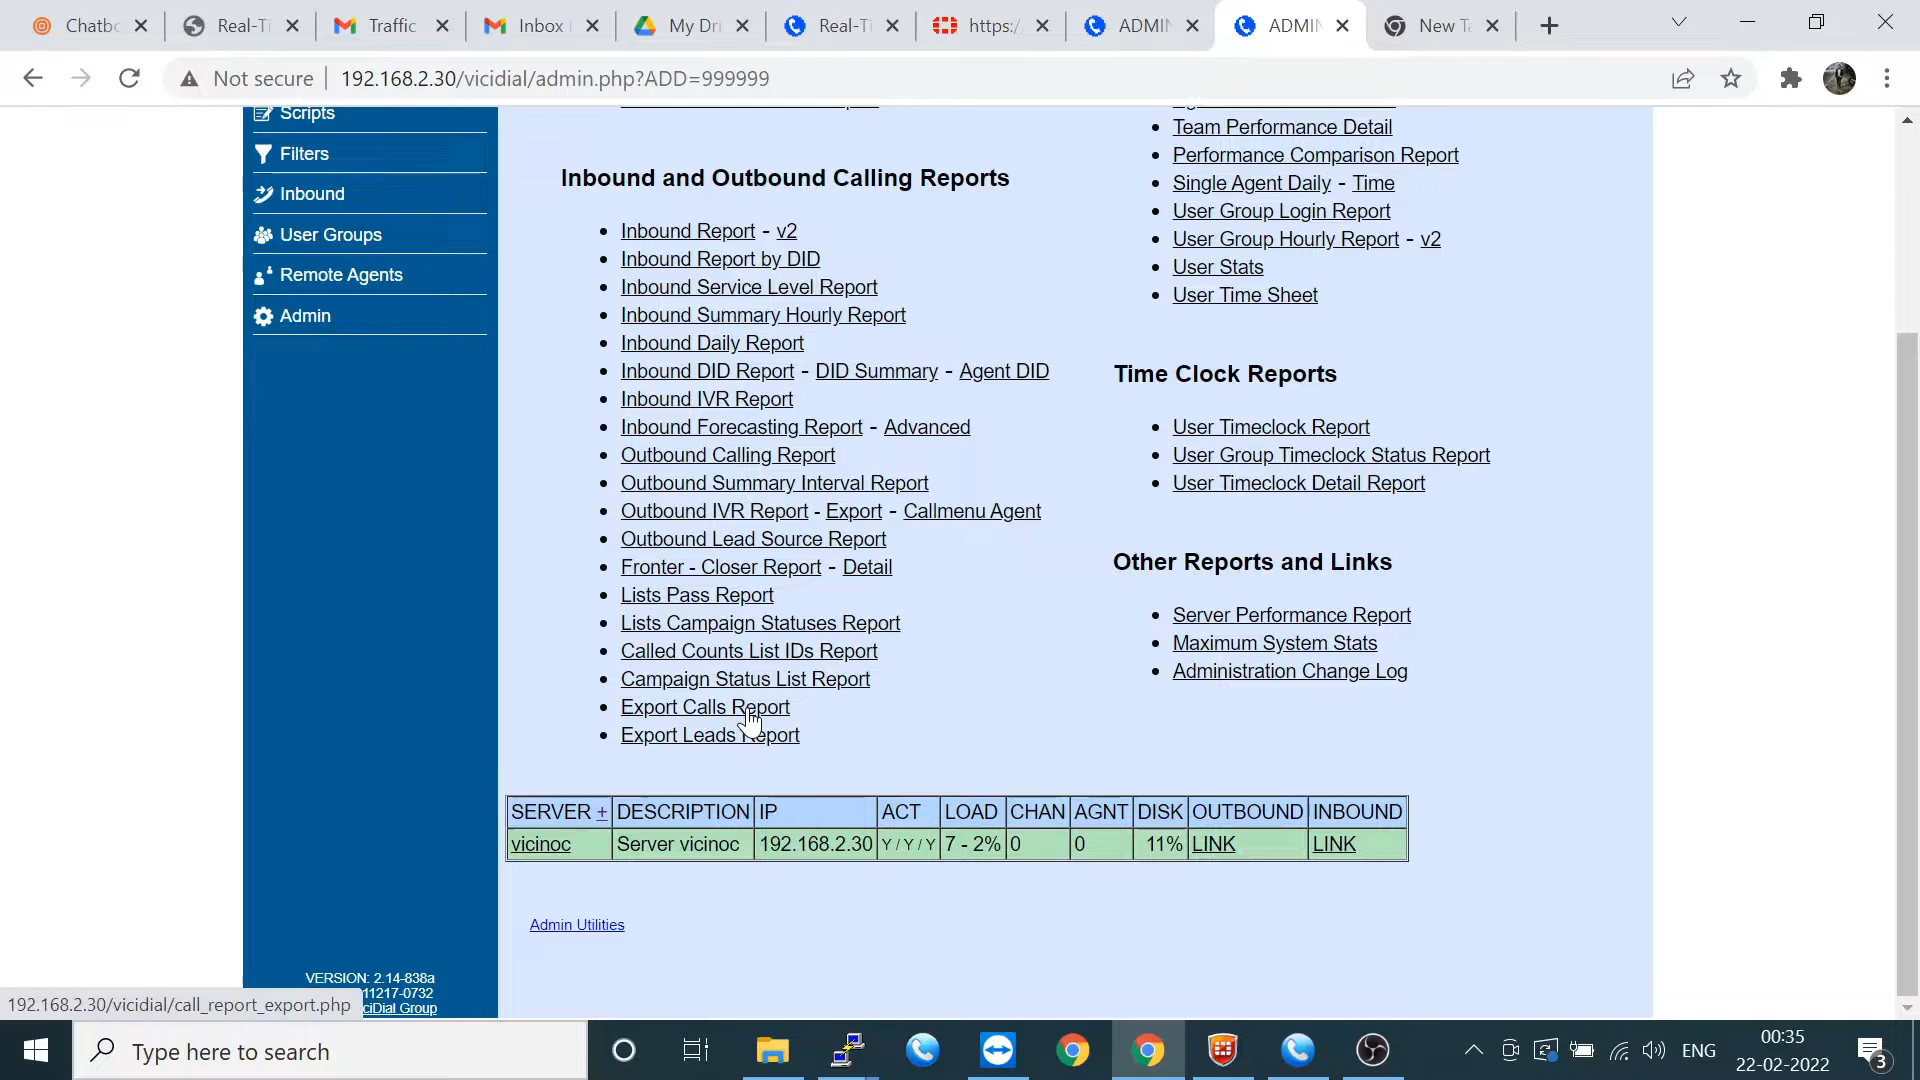 Chatbo
Real-Ti
Traffic
Inbox
My Dri
Real-Ti
https:/
ADMIN
ADMIN
New Ta
Not secure
192.168.2.30/vicidial/admin.php?ADD=999999
Scripts
Filters
Inbound
User Groups
Remote Agents
Admin
Inbound and Outbound Calling Reports
• Inbound Report - v2
• Inbound Report by DID
• Inbound Service Level Report
• Inbound Summary Hourly Report
• Inbound Daily Report
• Inbound DID Report - DID Summary - Agent DID
• Inbound IVR Report
• Inbound Forecasting Report - Advanced
• Outbound Calling Report
• Outbound Summary Interval Report
• Outbound IVR Report - Export - Callmenu Agent
• Outbound Lead Source Report
• Fronter - Closer Report - Detail
• Lists Pass Report
• Lists Campaign Statuses Report
• Called Counts List IDs Report
• Campaign Status List Report
• Export Calls Report
• Export Leads Report
• Team Performance Detail
• Performance Comparison Report
• Single Agent Daily - Time
• User Group Login Report
• User Group Hourly Report - v2
• User Stats
• User Time Sheet
Time Clock Reports
• User Timeclock Report
• User Group Timeclock Status Report
• User Timeclock Detail Report
Other Reports and Links
• Server Performance Report
• Maximum System Stats
• Administration Change Log
SERVER + DESCRIPTION IP ACT LOAD CHAN AGNT DISK OUTBOUND INBOUND
vicinoc Server vicinoc 192.168.2.30 Y / Y / Y 7 - 2% 0 0 11% LINK LINK
Admin Utilities
VERSION: 2.14-838a
11217-0732
ciDial Group
192.168.2.30/vicidial/call_report_export.php
Type here to search
ENG
00:35
22-02-2022
3